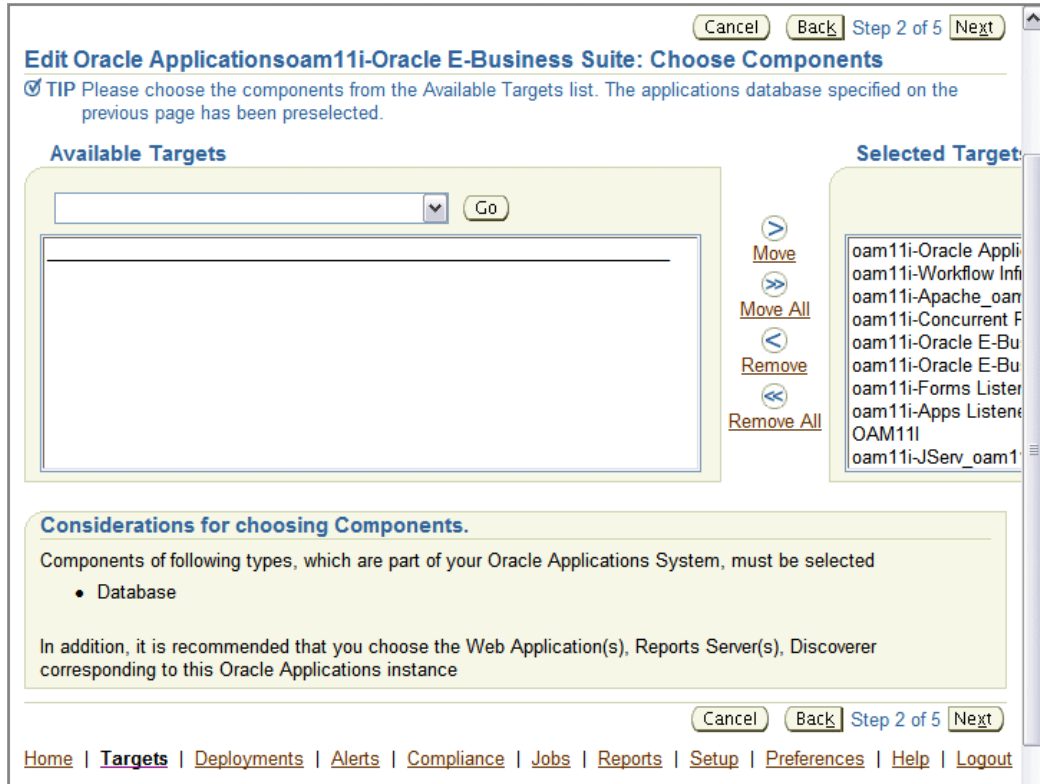 Cancel Back Step 2 of 5 Next
Edit Oracle Applicationsoam11i-Oracle E-Business Suite: Choose Components
TIP Please choose the components from the Available Targets list. The applications database specified on the
previous page has been preselected.
Available Targets
Selected Targets
Go
Move
Move All
Remove
Remove All
oam11i-Oracle Appli
oam11i-Workflow Inf
oam11i-Apache_oam
oam11i-Concurrent P
oam11i-Oracle E-Bu
oam11i-Oracle E-Bu
oam11i-Forms Lister
oam11i-Apps Listene
OAM11I
oam11i-JServ_oam1
Considerations for choosing Components.
Components of following types, which are part of your Oracle Applications System, must be selected
• Database
In addition, it is recommended that you choose the Web Application(s), Reports Server(s), Discoverer
corresponding to this Oracle Applications instance
Cancel Back Step 2 of 5 Next
Home | Targets | Deployments | Alerts | Compliance | Jobs | Reports | Setup | Preferences | Help | Logout